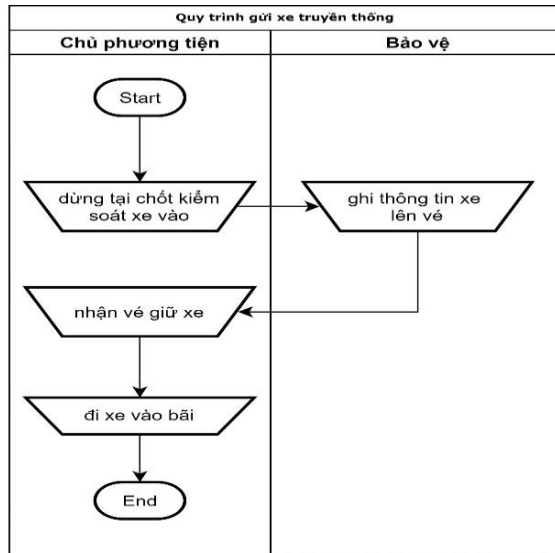 Quy trình gửi xe truyền thống
Chủ phương tiện
Bảo vệ
Start
dừng tại chốt kiểm
soát xe vào
ghi thông tin xe
lên vé
nhận vé giữ xe
đi xe vào bãi
End